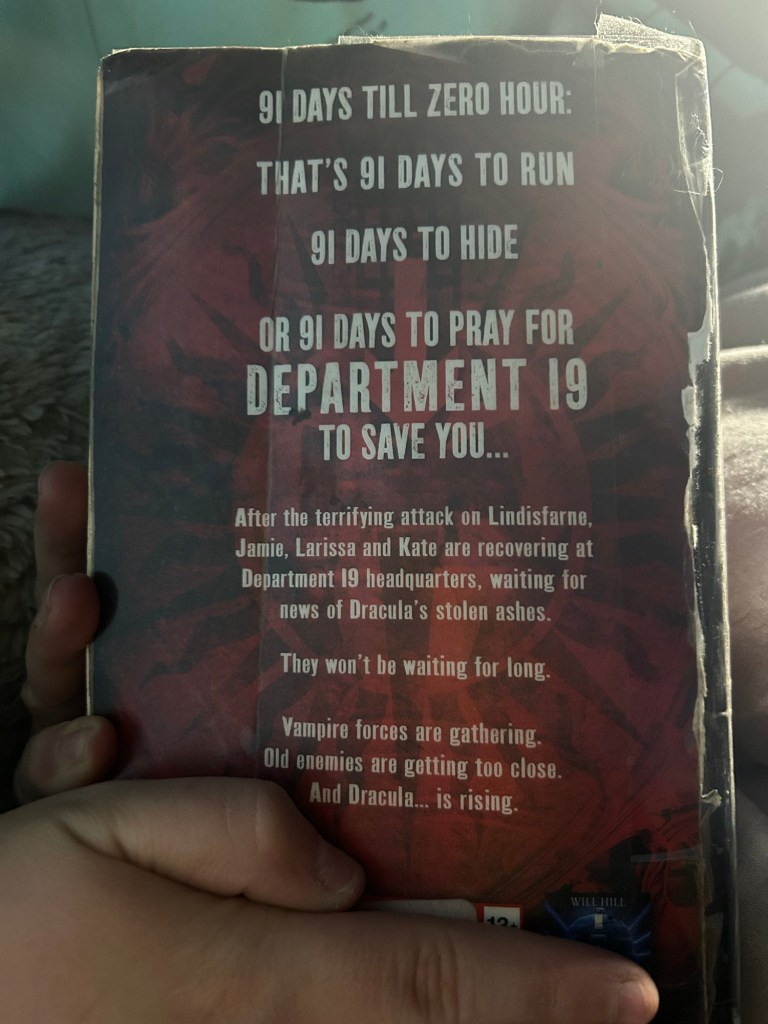 91 DAYS TILL ZERO HOUR:
THAT'S 91 DAYS TO RUN
91 DAYS TO HIDE
OR 91 DAYS TO PRAY FOR
DEPARTMENT 19
TO SAVE YOU...
After the terrifying attack on Lindisfarne,
Jamie, Larissa and Kate are recovering at
Department 19 headquarters, waiting for
news of Dracula's stolen ashes.
They won't be waiting for long.
Vampire forces are gathering.
Old enemies are getting too close.
And Dracula... is rising.
12+
WILL HILL